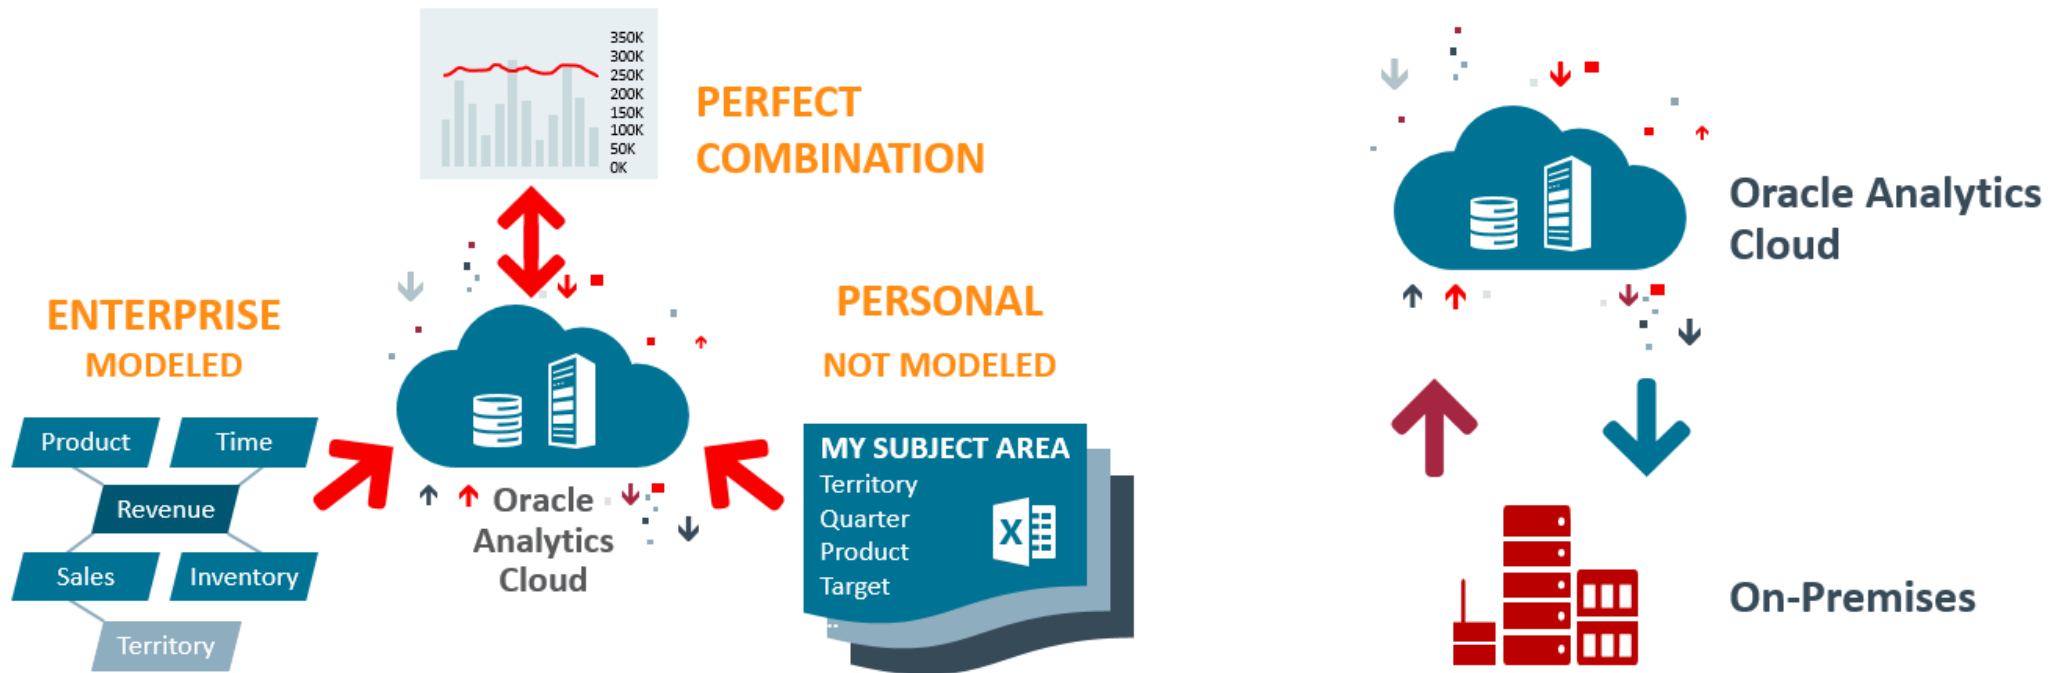 350K
300K
250K
200K
150K
100K
50K
0K
PERFECT
COMBINATION
ENTERPRISE
MODELED
Product
Time
Revenue
Sales
Inventory
Territory
Oracle
Analytics
Cloud
PERSONAL
NOT MODELED
MY SUBJECT AREA
Territory
Quarter
Product
Target
X
Oracle Analytics
Cloud
On-Premises